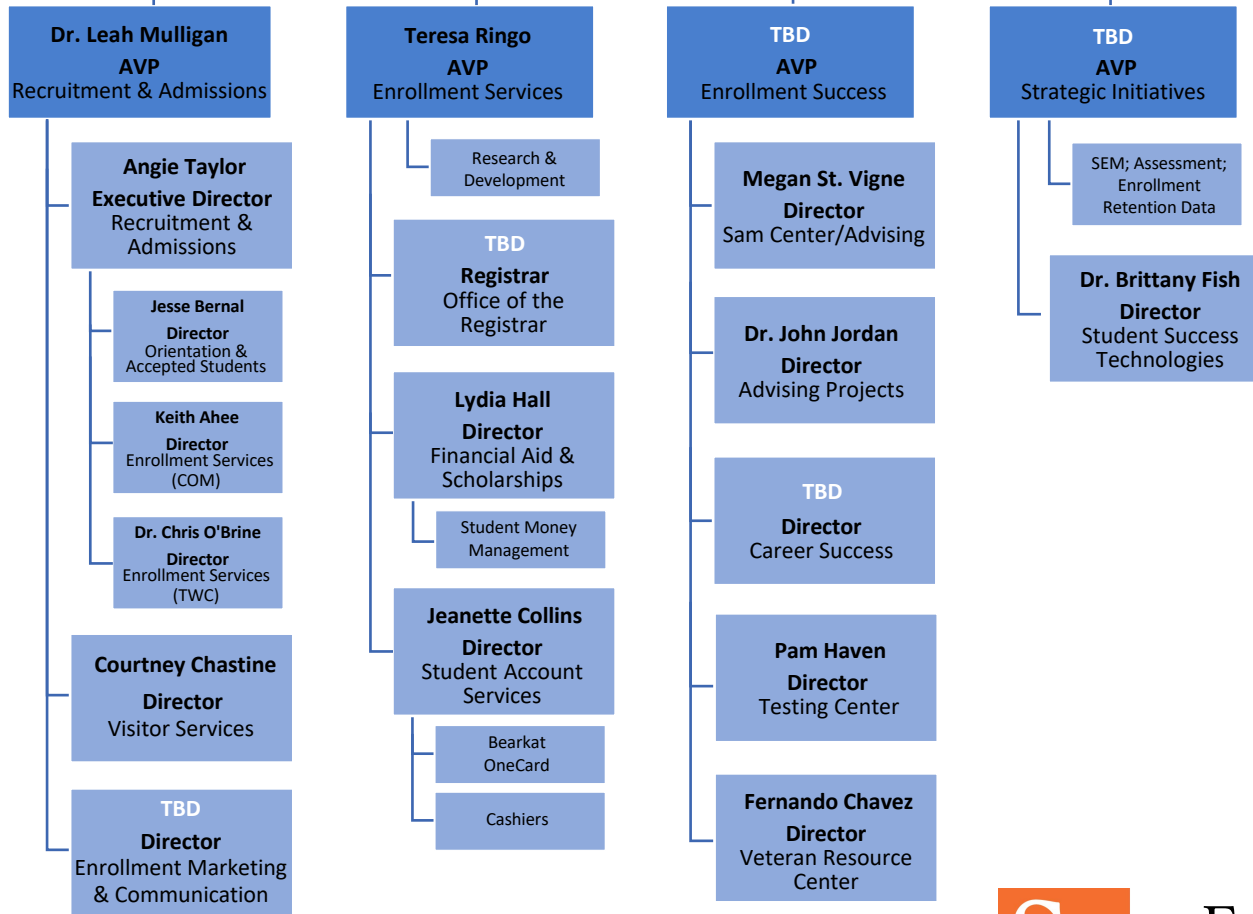 Dr. Leah Mulligan
AVP
Recruitment & Admissions
Angie Taylor
Executive Director
Recruitment &
Admissions
Jesse Bernal
Director
Orientation &
Accepted Students
Keith Ahee
Director
Enrollment Services
(COM)
Dr. Chris O'Brine
Director
Enrollment Services
(TWC)
Courtney Chastine
Director
Visitor Services
TBD
Director
Enrollment Marketing
& Communication
Teresa Ringo
AVP
Enrollment Services
Research &
Development
TBD
Registrar
Office of the
Registrar
Lydia Hall
Director
Financial Aid &
Scholarships
Student Money
Management
Jeanette Collins
Director
Student Account
Services
Bearkat
OneCard
Cashiers
TBD
AVP
Enrollment Success
Megan St. Vigne
Director
Sam Center/Advising
Dr. John Jordan
Director
Advising Projects
TBD
Director
Career Success
Pam Haven
Director
Testing Center
Fernando Chavez
Director
Veteran Resource
Center
TBD
AVP
Strategic Initiatives
SEM; Assessment;
Enrollment
Retention Data
Dr. Brittany Fish
Director
Student Success
Technologies